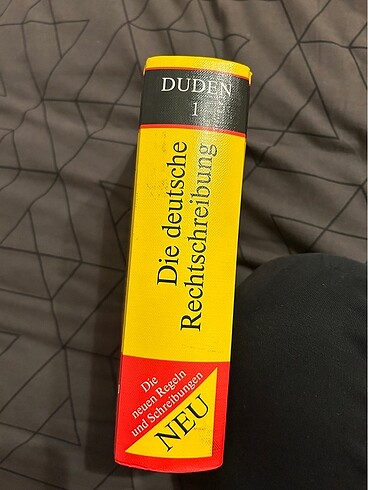 DUDEN
1
Die deutsche
Rechtschreibung
Die
neuen Regeln
und Schreibungen
NEU